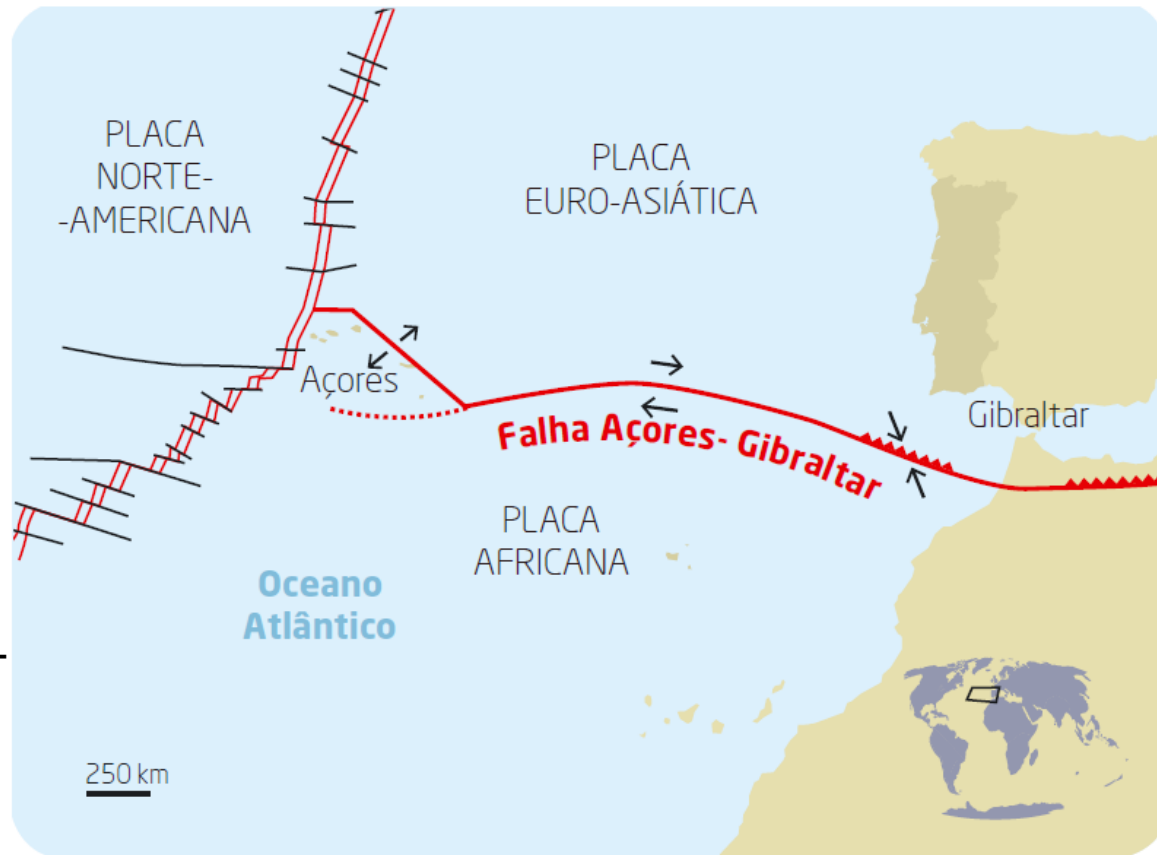 PLACA
NORTE-
-AMERICANA
PLACA
EURO-ASIÁTICA
Açores
Gibraltar
Falha Açores- Gibraltar
PLACA
AFRICANA
Oceano
Atlântico
250 km